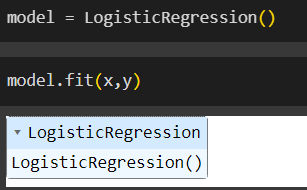 model = LogisticRegression()
model.fit(x,y)
LogisticRegression
LogisticRegression()